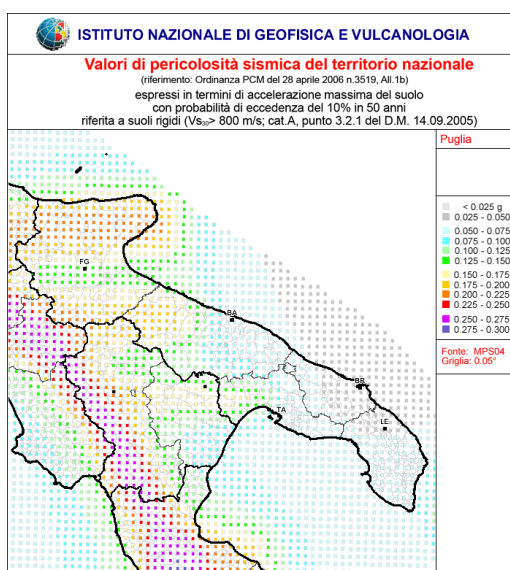 ISTITUTO NAZIONALE DI GEOFISICA E VULCANOLOGIA
Valori di pericolosità sismica del territorio nazionale
(riferimento: Ordinanza PCM del 28 aprile 2006 n.3519, All.1b)
espressi in termini di accelerazione massima del suolo
con probabilità di eccedenza del 10% in 50 anni
riferita a suoli rigidi (Vs₃₀> 800 m/s; cat.A, punto 3.2.1 del D.M. 14.09.2005)
Puglia
< 0.025 g
0.025 - 0.050
0.050 - 0.075
0.075 - 0.100
0.100 - 0.125
0.125 - 0.150
0.150 - 0.175
0.175 - 0.200
0.200 - 0.225
0.225 - 0.250
0.250 - 0.275
0.275 - 0.300
Fonte: MPS04
Griglia: 0.05°
FG
BA
BR
TA
LE